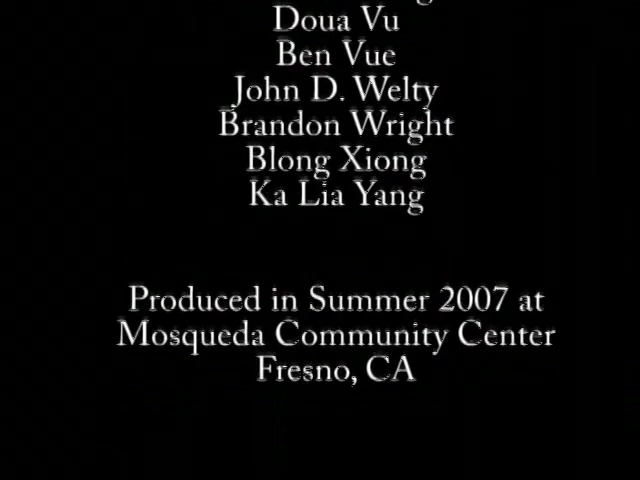 Doua Vu
Ben Vue
John D. Welty
Brandon Wright
Blong Xiong
Ka Lia Yang
Produced in Summer 2007 at
Mosqueda Community Center
Fresno, CA